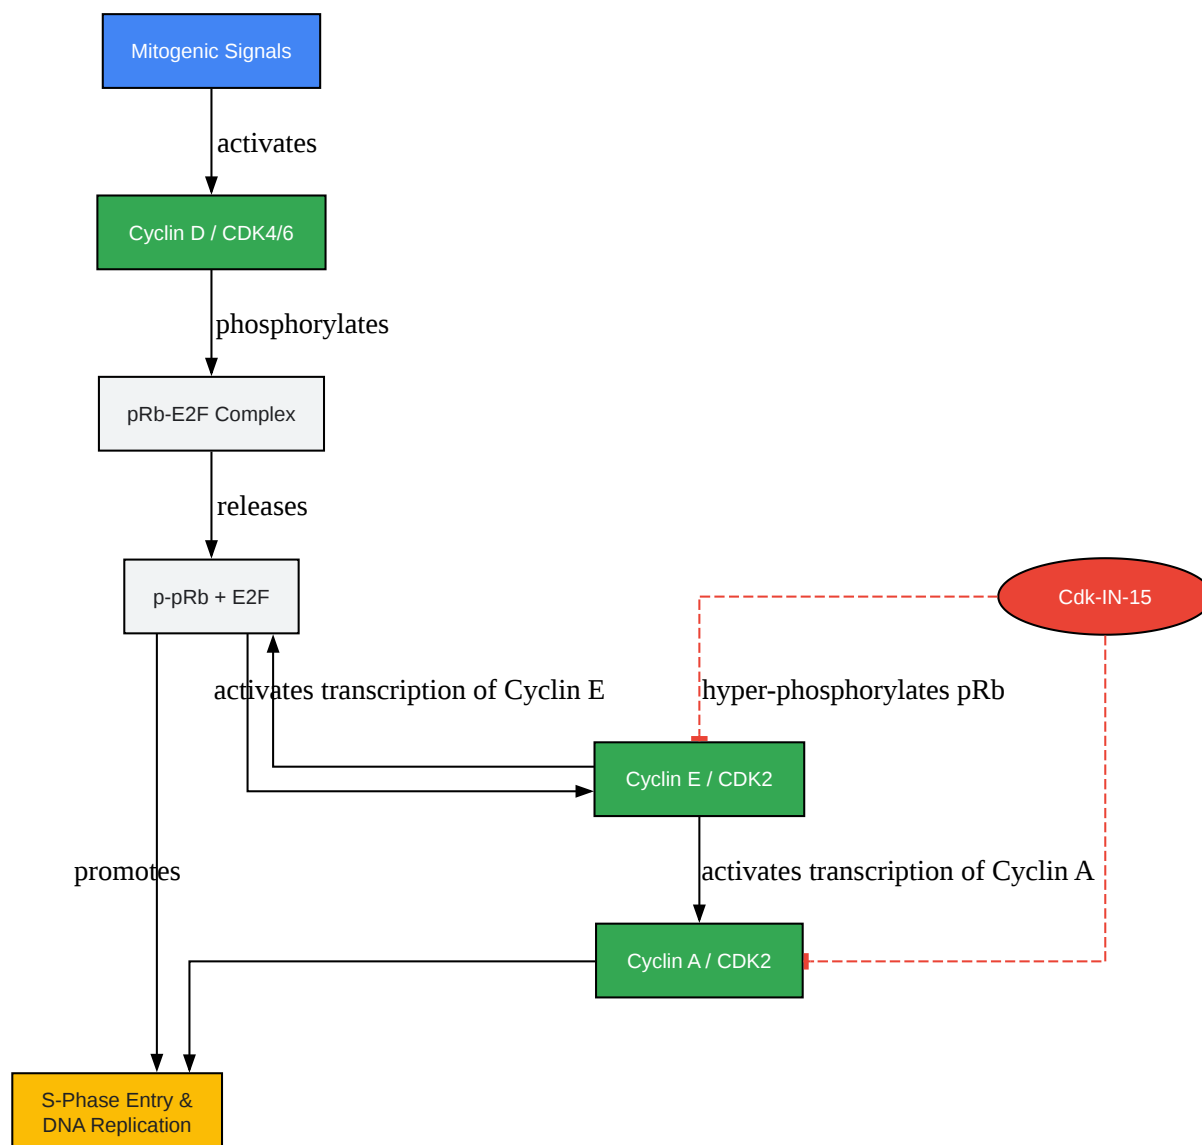 Mitogenic Signals
activates
Cyclin D / CDK4/6
phosphorylates
pRb-E2F Complex
releases
p-pRb + E2F
Cdk-IN-15
activates transcription of Cyclin E
hyper-phosphorylates pRb
Cyclin E / CDK2
promotes
activates transcription of Cyclin A
Cyclin A / CDK2
S-Phase Entry &
DNA Replication